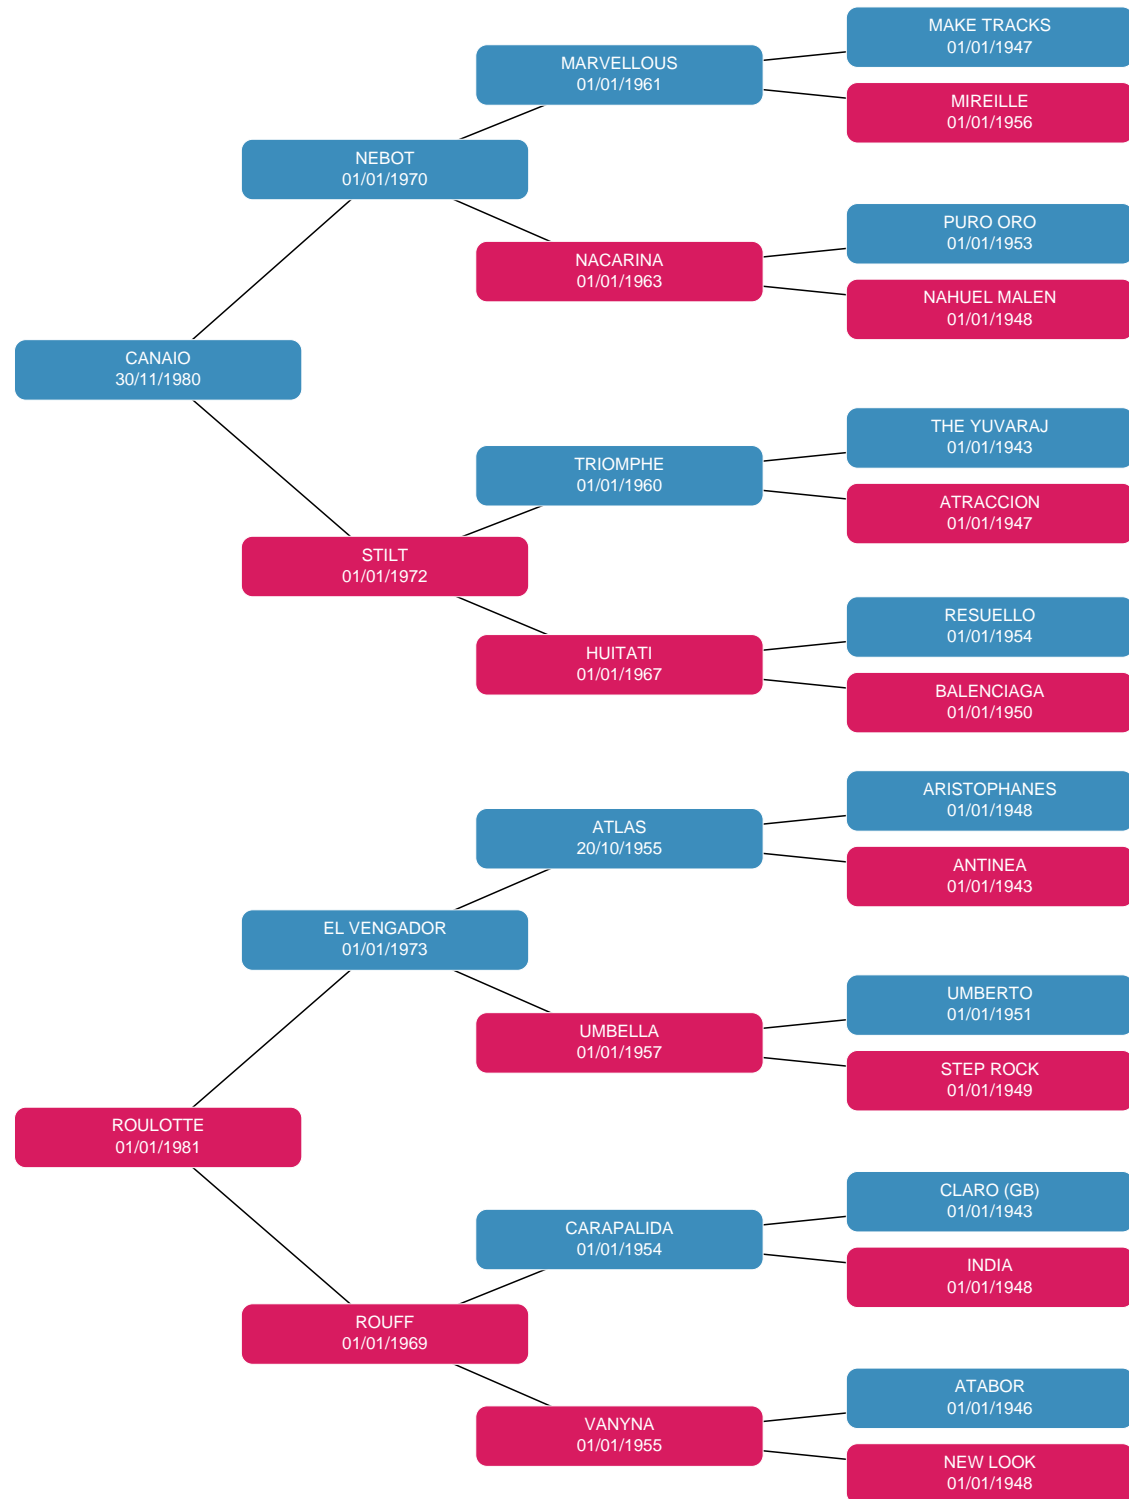 MAKE TRACKS
01/01/1947
MARVELLOUS
01/01/1961
MIREILLE
01/01/1956
NEBOT
01/01/1970
PURO ORO
01/01/1953
NACARINA
01/01/1963
NAHUEL MALEN
01/01/1948
CANAIO
30/11/1980
THE YUVARAJ
01/01/1943
TRIOMPHE
01/01/1960
ATRACCION
01/01/1947
STILT
01/01/1972
RESUELLO
01/01/1954
HUITATI
01/01/1967
BALENCIAGA
01/01/1950
ARISTOPHANES
01/01/1948
ATLAS
20/10/1955
ANTINEA
01/01/1943
EL VENGADOR
01/01/1973
UMBERTO
01/01/1951
UMBELLA
01/01/1957
STEP ROCK
01/01/1949
ROULOTTE
01/01/1981
CLARO (GB)
01/01/1943
CARAPALIDA
01/01/1954
INDIA
01/01/1948
ROUFF
01/01/1969
ATABOR
01/01/1946
VANYNA
01/01/1955
NEW LOOK
01/01/1948